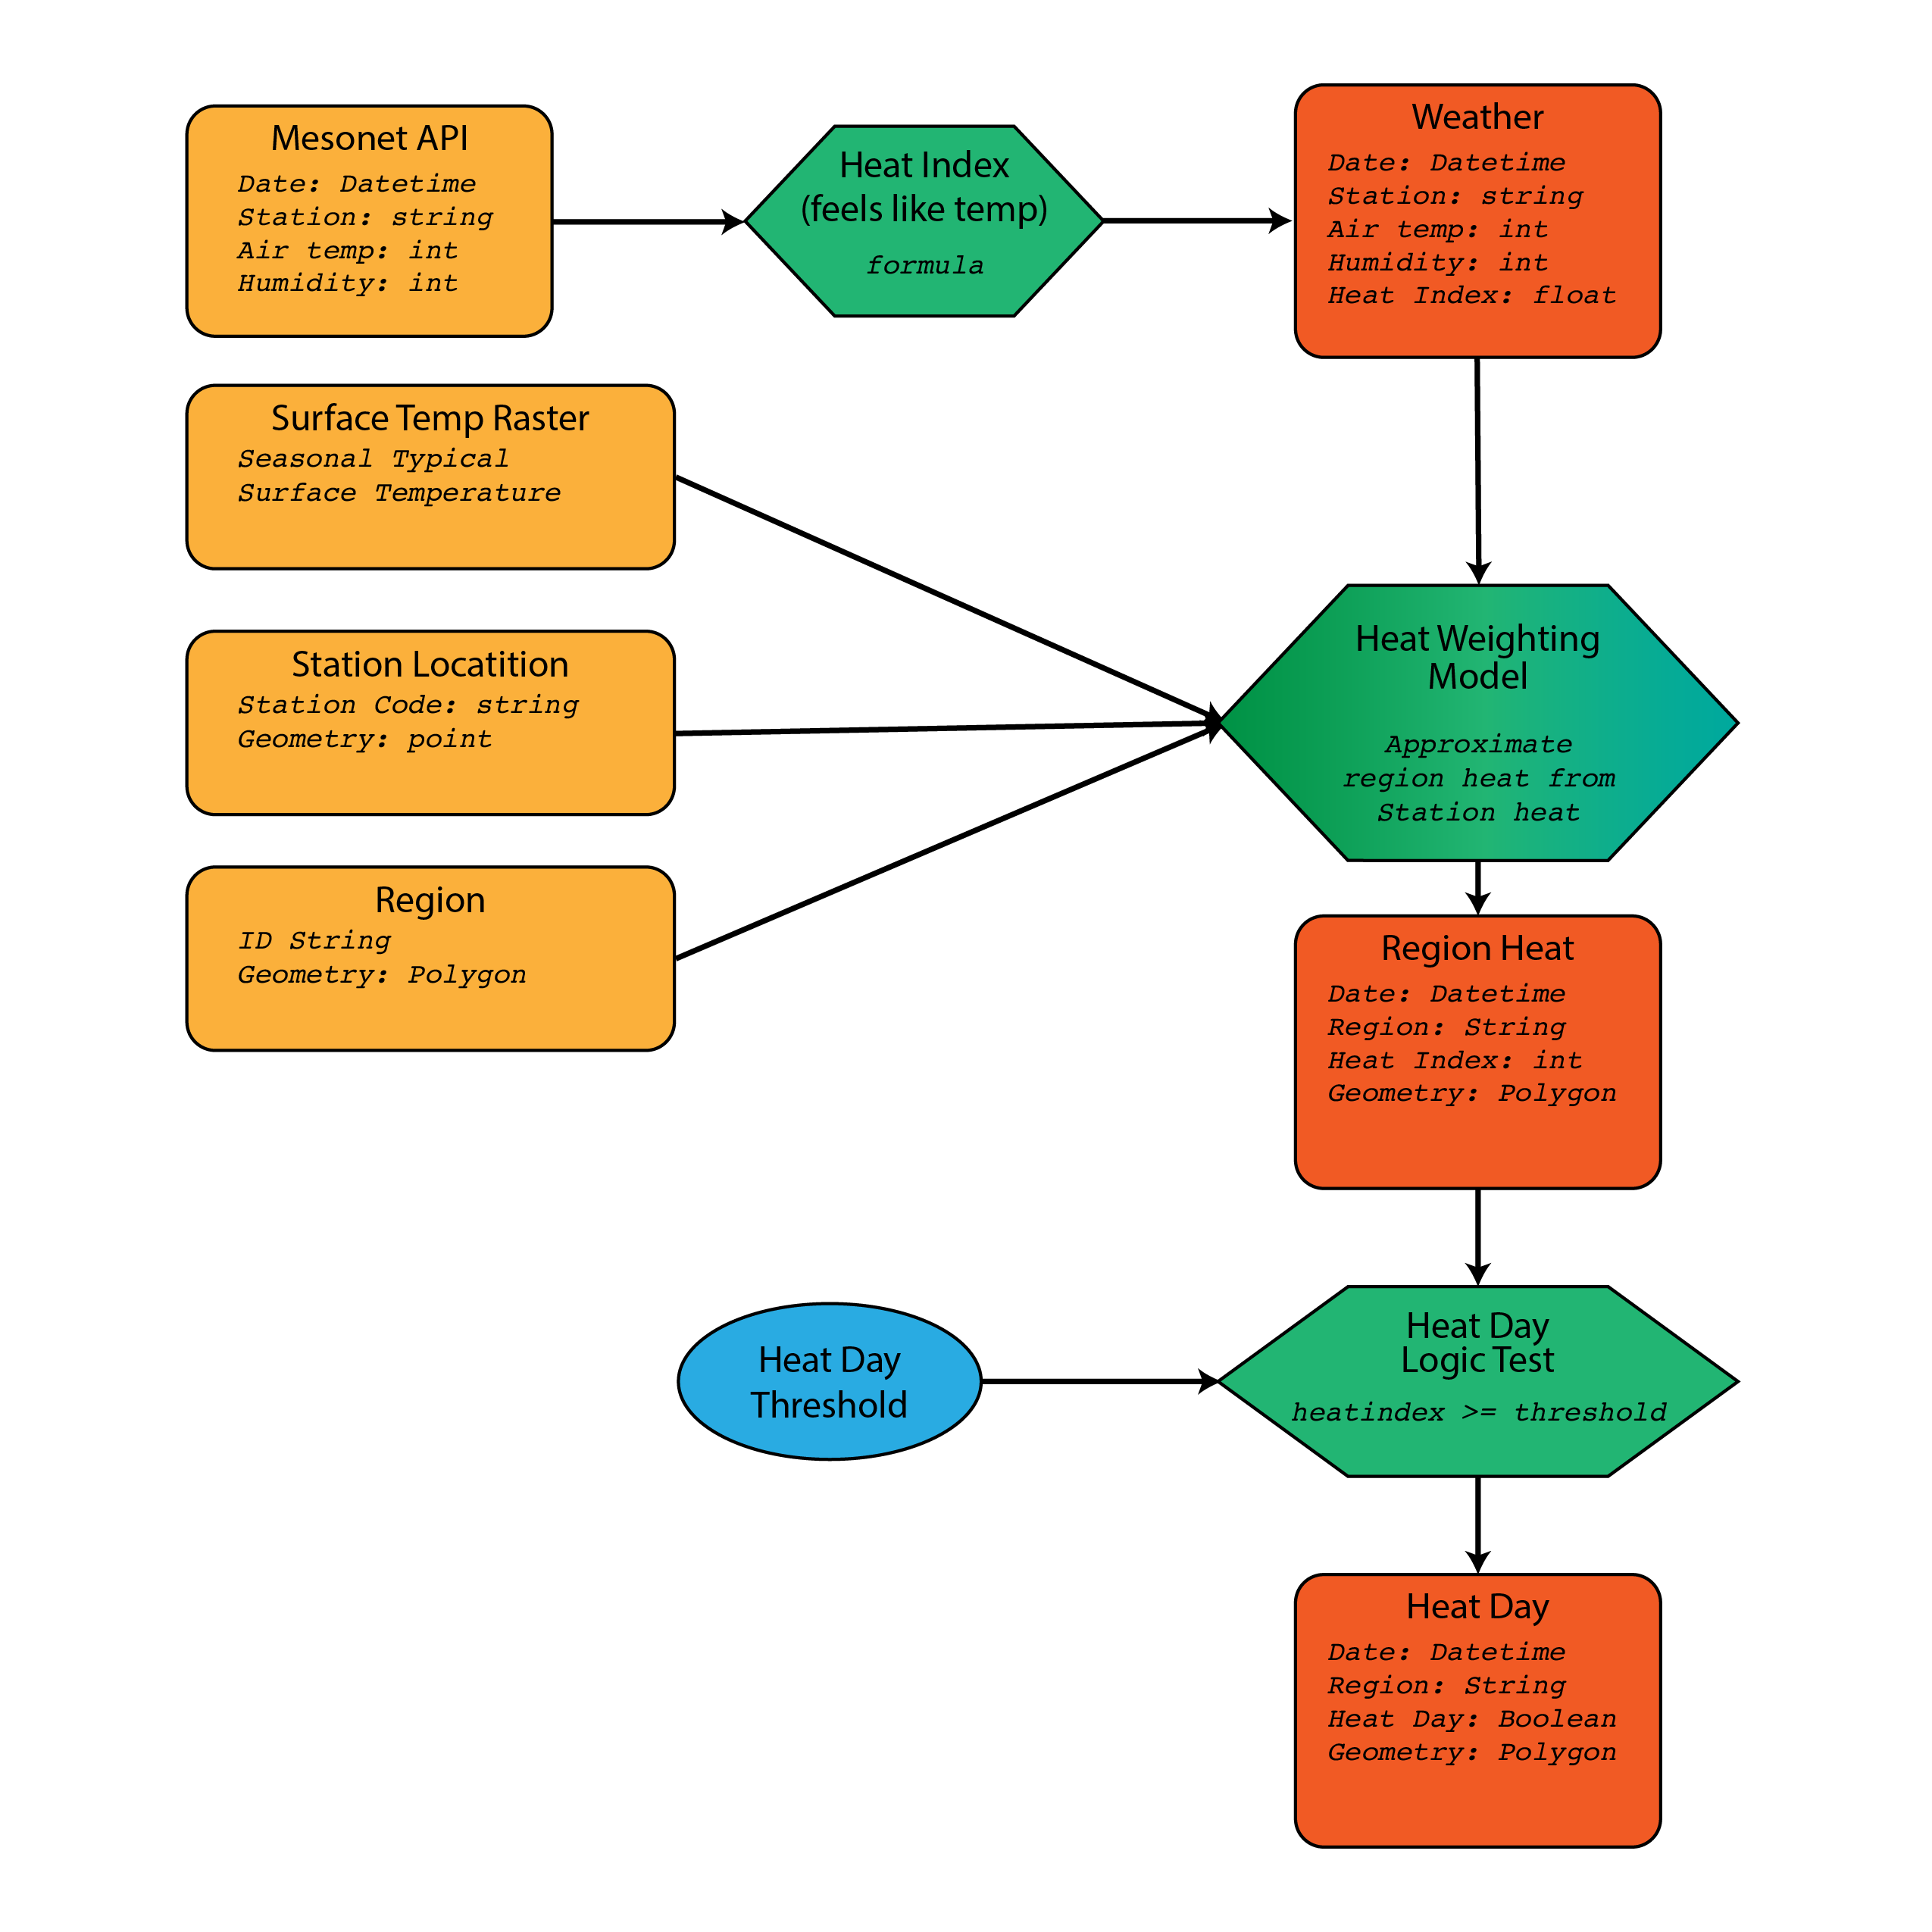 Mesonet API
Date: Datetime
Station: string
Air temp: int
Humidity: int
Heat Index
(feels like temp)
formula
Weather
Date: Datetime
Station: string
Air temp: int
Humidity: int
Heat Index: float
Surface Temp Raster
Seasonal Typical
Surface Temperature
Station Locatition
Station Code: string
Geometry: point
Region
ID String
Geometry: Polygon
Heat Weighting
Model
Approximate
region heat from
Station heat
Region Heat
Date: Datetime
Region: String
Heat Index: int
Geometry: Polygon
Heat Day
Threshold
Heat Day
Logic Test
heatindex >= threshold
Heat Day
Date: Datetime
Region: String
Heat Day: Boolean
Geometry: Polygon